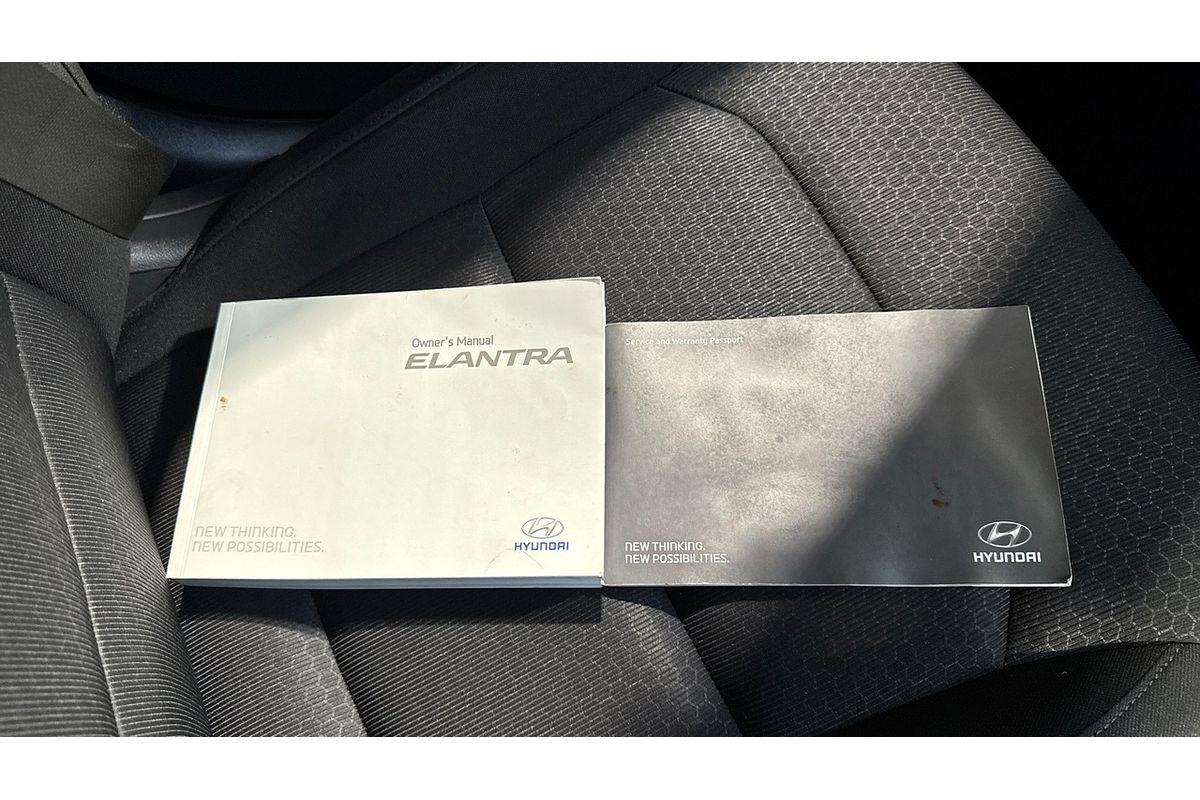 Owner's Manual
ELANTRA
NEW THINKING.
NEW POSSIBILITIES.
HYUNDAI
Service and Warranty Passport
NEW THINKING.
NEW POSSIBILITIES.
HYUNDAI